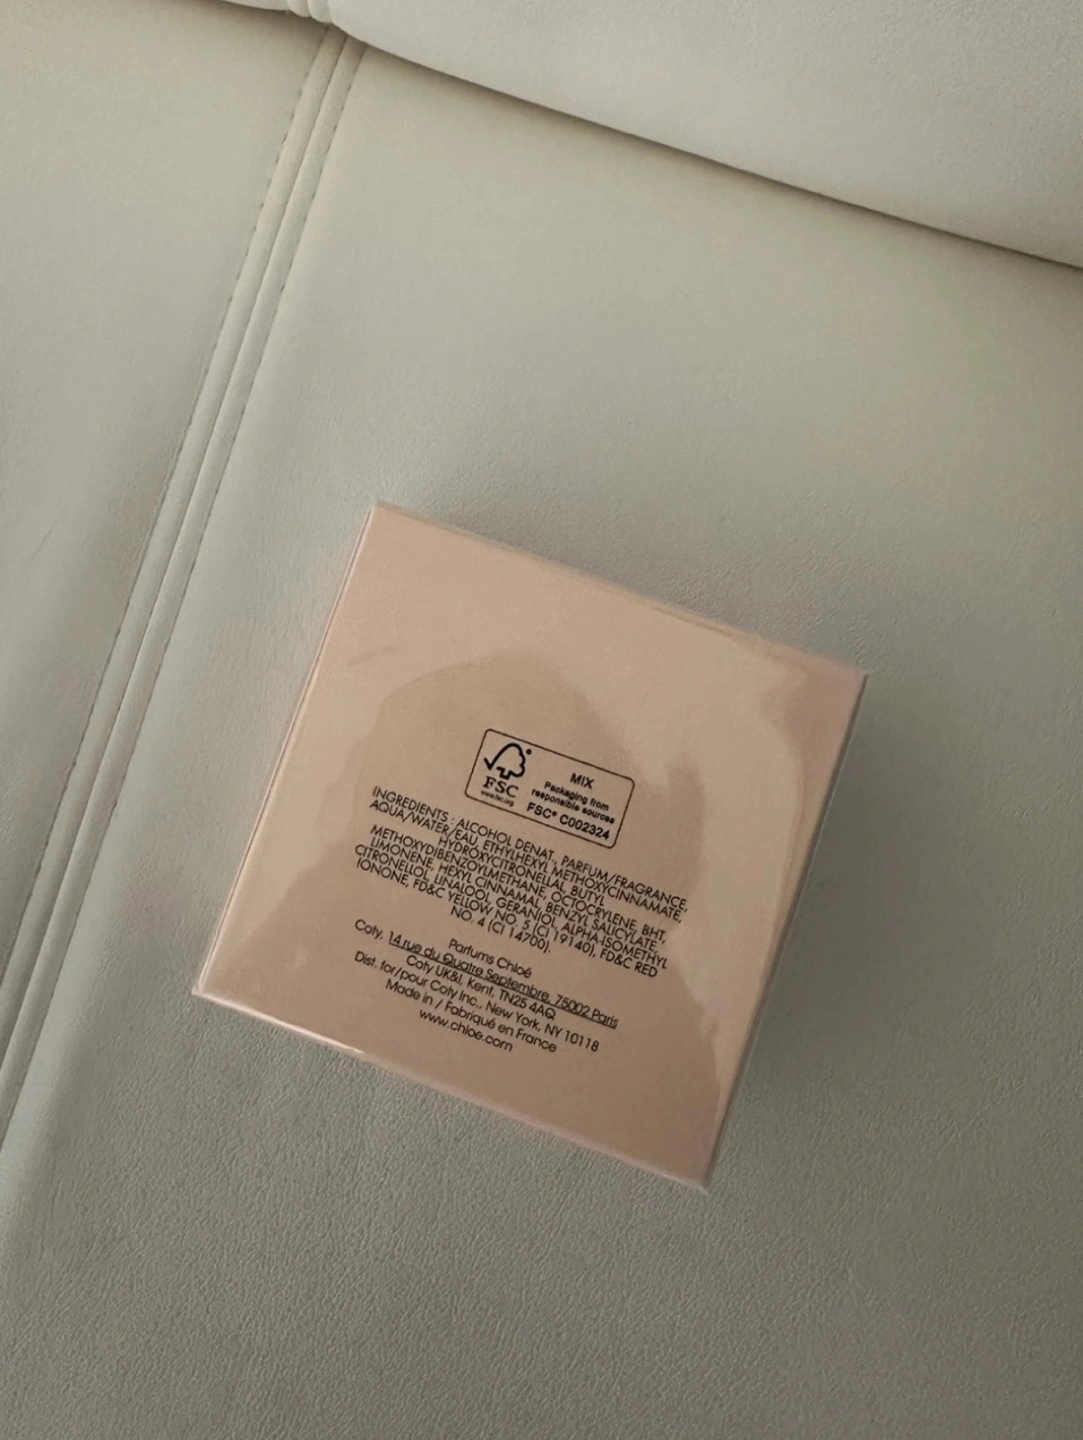 FSC
www.fsc.org
MIX
Packaging from
responsible sources
FSC® C002324
INGREDIENTS : ALCOHOL DENAT., PARFUM/FRAGRANCE,
AQUA/WATER/EAU, ETHYLHEXYL METHOXYCINNAMATE,
HYDROXYCITRONELLAL, BUTYL
METHOXYDIBENZOYLMETHANE, OCTOCRYLENE, BHT,
LIMONENE, HEXYL CINNAMAL, BENZYL SALICYLATE,
CITRONELLOL, LINALOOL, GERANIOL, ALPHA-ISOMETHYL
IONONE, FD&C YELLOW NO. 5 (CI 19140), FD&C RED
NO. 4 (CI 14700).
Parfums Chloé
Coty, 14 rue du Quatre Septembre, 75002 Paris
Coty UK&I, Kent, TN25 4AQ
Dist. for/pour Coty Inc., New York, NY 10118
Made in / Fabriqué en France
www.chloe.com